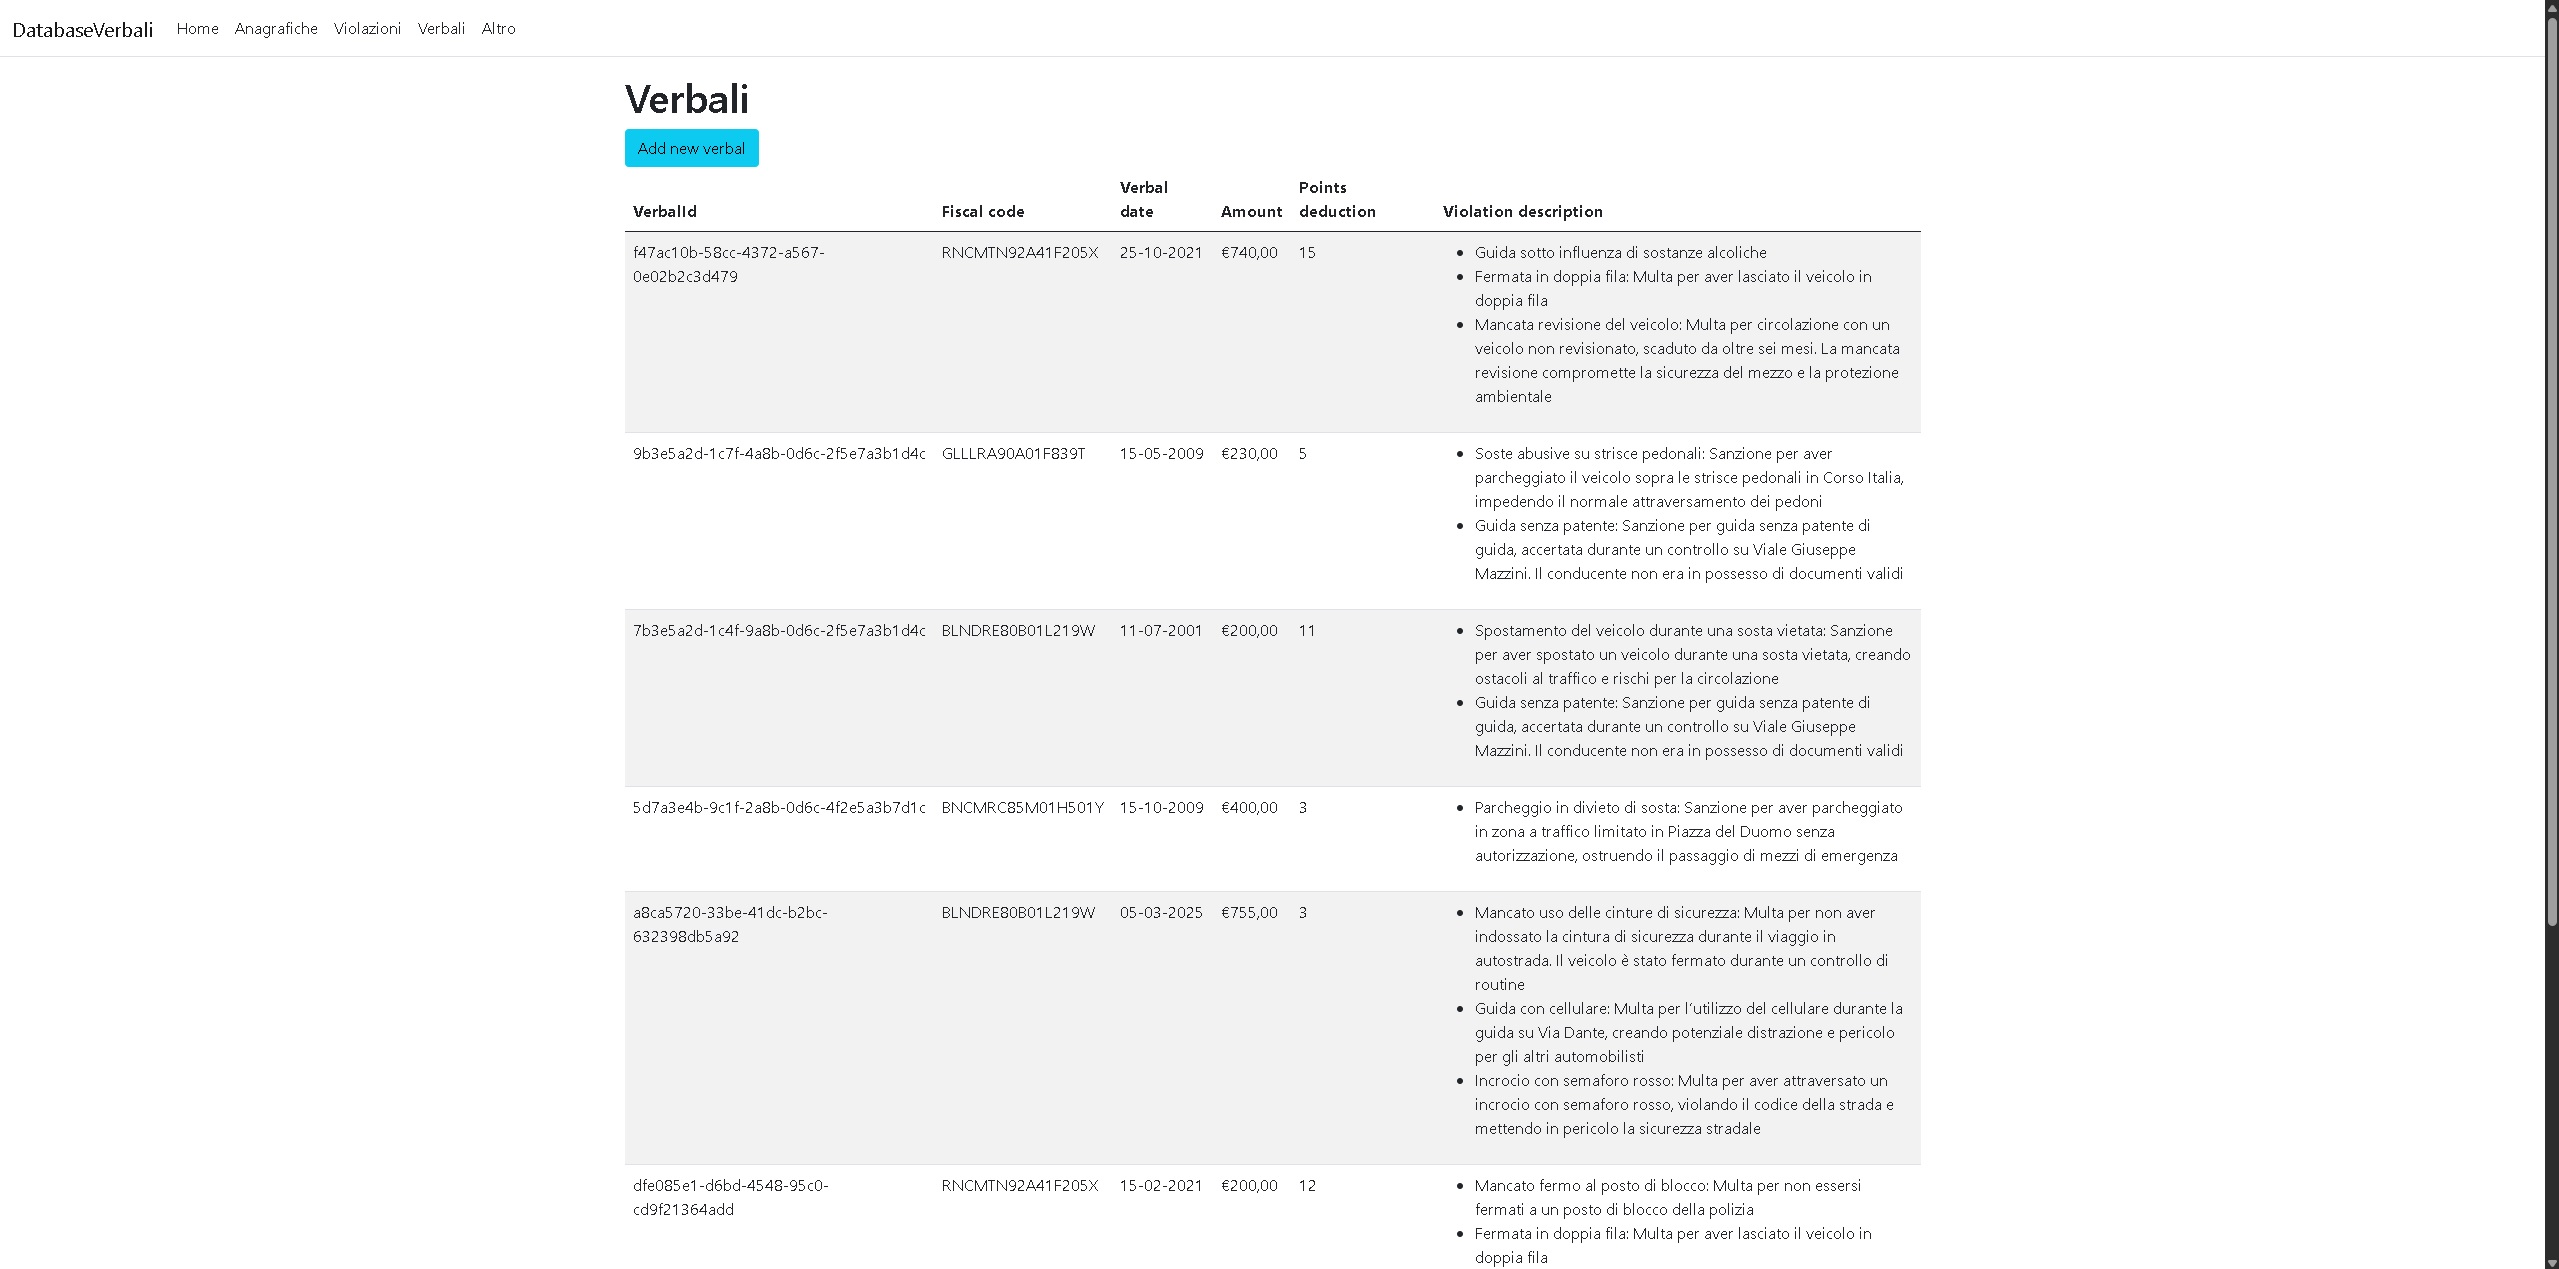 DatabaseVerbali Home Anagrafiche Violazioni Verbali Altro
Verbali
Add new verbal
VerbalId Fiscal code Verbal date Amount Points deduction Violation description
f47ac10b-58cc-4372-a567-
0e02b2c3d479
RNCMTN92A41F205X 25-10-2021 €740,00 15
Guida sotto influenza di sostanze alcoliche
Fermata in doppia fila: Multa per aver lasciato il veicolo in
doppia fila
Mancata revisione del veicolo: Multa per circolazione con un
veicolo non revisionato, scaduto da oltre sei mesi. La mancata
revisione compromette la sicurezza del mezzo e la protezione
ambientale
9b3e5a2d-1c7f-4a8b-0d6c-2f5e7a3b1d4c GLLLRA90A01F839T 15-05-2009 €230,00 5
Soste abusive su strisce pedonali: Sanzione per aver
parcheggiato il veicolo sopra le strisce pedonali in Corso Italia,
impedendo il normale attraversamento dei pedoni
Guida senza patente: Sanzione per guida senza patente di
guida, accertata durante un controllo su Viale Giuseppe
Mazzini. Il conducente non era in possesso di documenti validi
7b3e5a2d-1c4f-9a8b-0d6c-2f5e7a3b1d4c BLNDRE80B01L219W 11-07-2001 €200,00 11
Spostamento del veicolo durante una sosta vietata: Sanzione
per aver spostato un veicolo durante una sosta vietata, creando
ostacoli al traffico e rischi per la circolazione
Guida senza patente: Sanzione per guida senza patente di
guida, accertata durante un controllo su Viale Giuseppe
Mazzini. Il conducente non era in possesso di documenti validi
5d7a3e4b-9c1f-2a8b-0d6c-4f2e5a3b7d1c BNCMRC85M01H501Y 15-10-2009 €400,00 3
Parcheggio in divieto di sosta: Sanzione per aver parcheggiato
in zona a traffico limitato in Piazza del Duomo senza
autorizzazione, ostruendo il passaggio di mezzi di emergenza
a8ca5720-33be-41dc-b2bc-
632398db5a92
BLNDRE80B01L219W 05-03-2025 €755,00 3
Mancato uso delle cinture di sicurezza: Multa per non aver
indossato la cintura di sicurezza durante il viaggio in
autostrada. Il veicolo è stato fermato durante un controllo di
routine
Guida con cellulare: Multa per l'utilizzo del cellulare durante la
guida su Via Dante, creando potenziale distrazione e pericolo
per gli altri automobilisti
Incrocio con semaforo rosso: Multa per aver attraversato un
incrocio con semaforo rosso, violando il codice della strada e
mettendo in pericolo la sicurezza stradale
dfe085e1-d6bd-4548-95c0-
cd9f21364add
RNCMTN92A41F205X 15-02-2021 €200,00 12
Mancato fermo al posto di blocco: Multa per non essersi
fermati a un posto di blocco della polizia
Fermata in doppia fila: Multa per aver lasciato il veicolo in
doppia fila